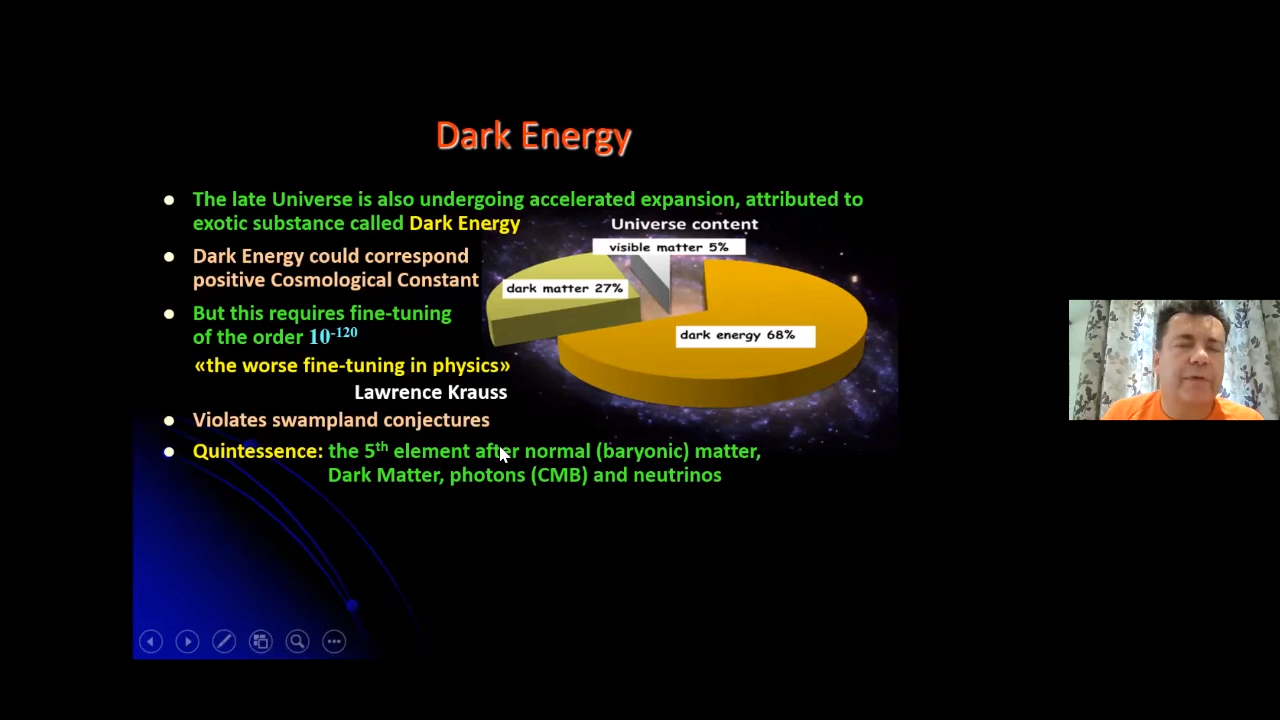 Dark Energy
● The late Universe is also undergoing accelerated expansion, attributed to
exotic substance called Dark Energy
Universe content
visible matter 5%
dark matter 27%
dark energy 68%
● Dark Energy could correspond
positive Cosmological Constant
● But this requires fine-tuning
of the order 10⁻¹²⁰
«the worse fine-tuning in physics»
Lawrence Krauss
● Violates swampland conjectures
● Quintessence: the 5ᵗʰ element after normal (baryonic) matter,
Dark Matter, photons (CMB) and neutrinos